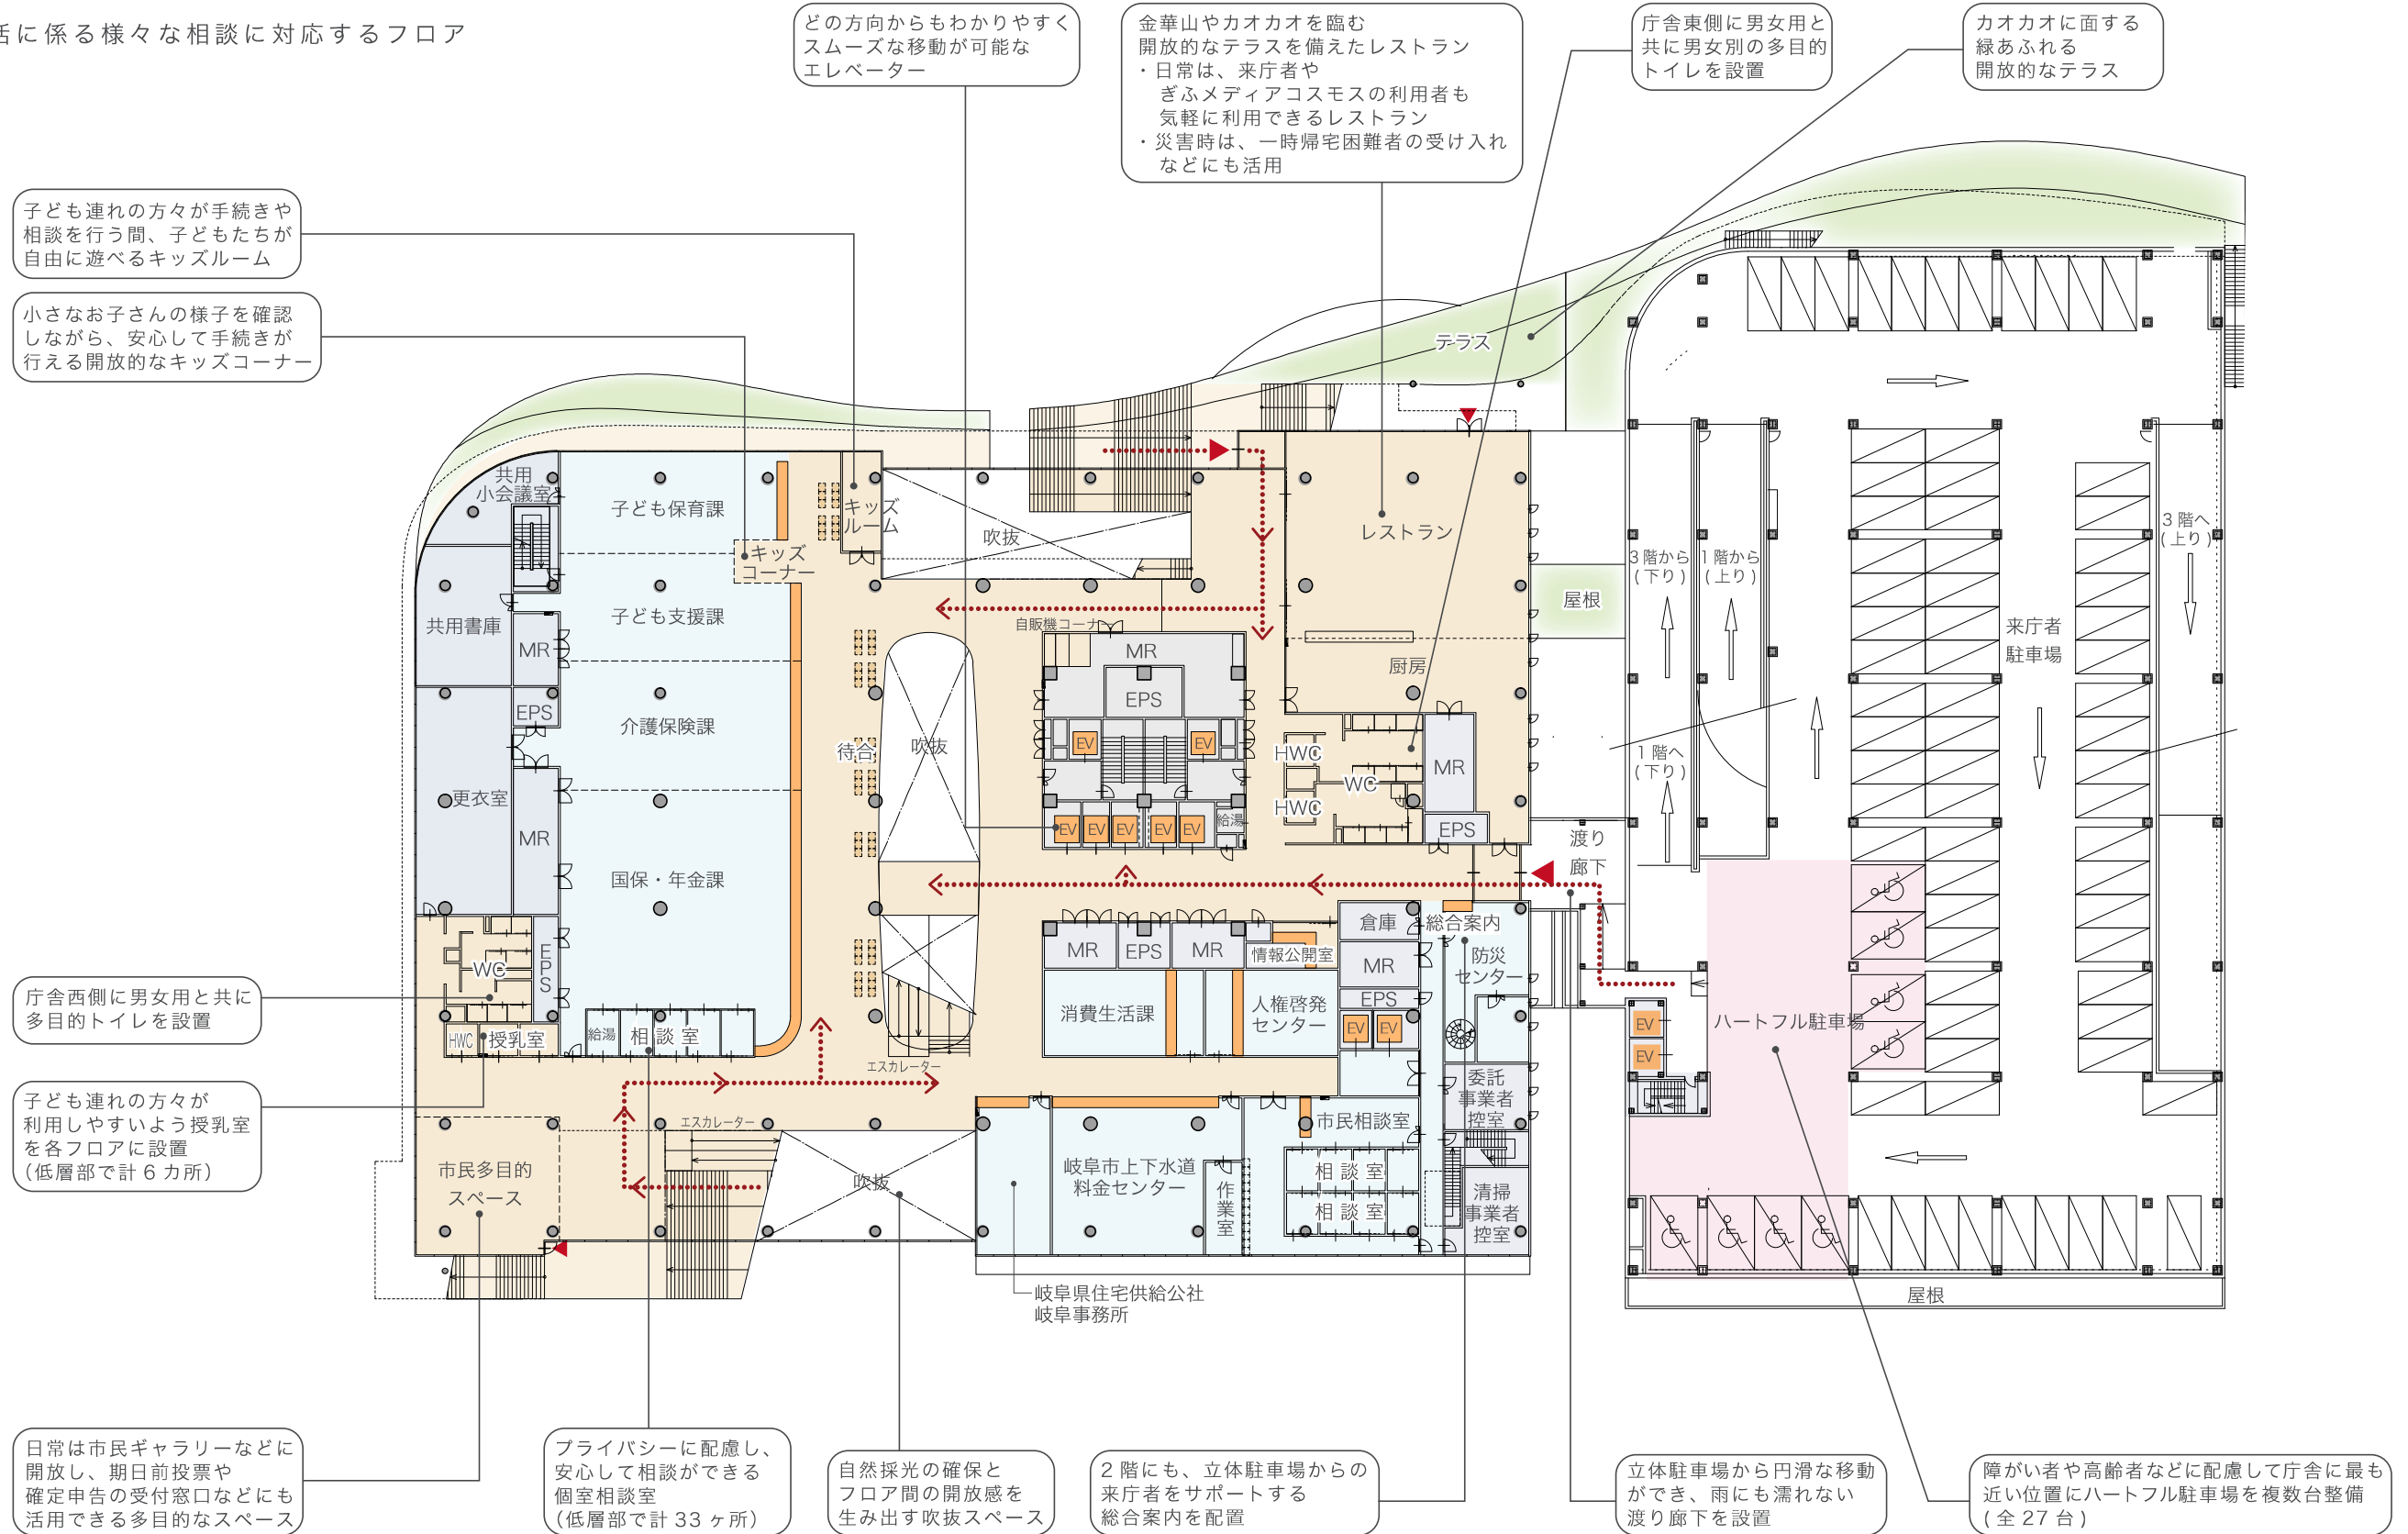 活に係る様々な相談に対応するフロア
どの方向からもわかりやすく
スムーズな移動が可能な
エレベーター
金華山やカオカオを臨む
開放的なテラスを備えたレストラン
・日常は、来庁者や
ぎふメディアコスモスの利用者も
気軽に利用できるレストラン
・災害時は、一時帰宅困難者の受け入れ
などにも活用
庁舎東側に男女用と
共に男女別の多目的
トイレを設置
カオカオに面する
緑あふれる
開放的なテラス
子ども連れの方々が手続きや
相談を行う間、子どもたちが
自由に遊べるキッズルーム
小さなお子さんの様子を確認
しながら、安心して手続きが
行える開放的なキッズコーナー
テラス
共用
小会議室
子ども保育課
キッズ
ルーム
キッズ
コーナー
吹抜
レストラン
3階から
(下り)
1階から
(上り)
3階へ
(上り)
屋根
共用書庫
子ども支援課
自販機コーナー
来庁者
駐車場
MR
MR
厨房
EPS
EPS
介護保険課
待合
吹抜
EV
EV
HWC
WC
HWC
MR
1階へ
(下り)
更衣室
MR
EV
EV
EV
EV
EV
給湯
EPS
渡り
廊下
国保・年金課
倉庫
総合案内
MR
EPS
MR
情報公開室
MR
防災
センター
WC
EPS
消費生活課
人権啓発
センター
EPS
EV
EV
EV
EV
ハートフル駐車場
HWC
授乳室
給湯
相談室
エスカレーター
委託
事業者
控室
エスカレーター
市民相談室
市民多目的
スペース
吹抜
岐阜市上下水道
料金センター
作業室
相談室
相談室
清掃
事業者
控室
岐阜県住宅供給公社
岐阜事務所
屋根
庁舎西側に男女用と共に
多目的トイレを設置
子ども連れの方々が
利用しやすいよう授乳室
を各フロアに設置
（低層部で計6カ所）
日常は市民ギャラリーなどに
開放し、期日前投票や
確定申告の受付窓口などにも
活用できる多目的なスペース
プライバシーに配慮し、
安心して相談ができる
個室相談室
（低層部で計33ヶ所）
自然採光の確保と
フロア間の開放感を
生み出す吹抜スペース
2階にも、立体駐車場からの
来庁者をサポートする
総合案内を配置
立体駐車場から円滑な移動
ができ、雨にも濡れない
渡り廊下を設置
障がい者や高齢者などに配慮して庁舎に最も
近い位置にハートフル駐車場を複数台整備
(全27台)